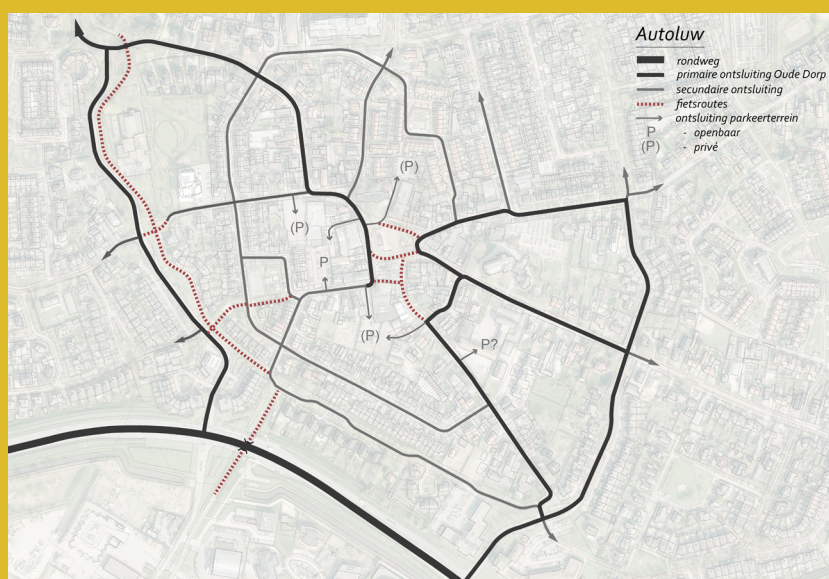 Autoluw
rondweg
primaire ontsluiting Oude Dorp
secundaire ontsluiting
fietsroutes
ontsluiting parkeerterrein
P - openbaar
(P) - privé
(P)
(P)
P
(P)
P?